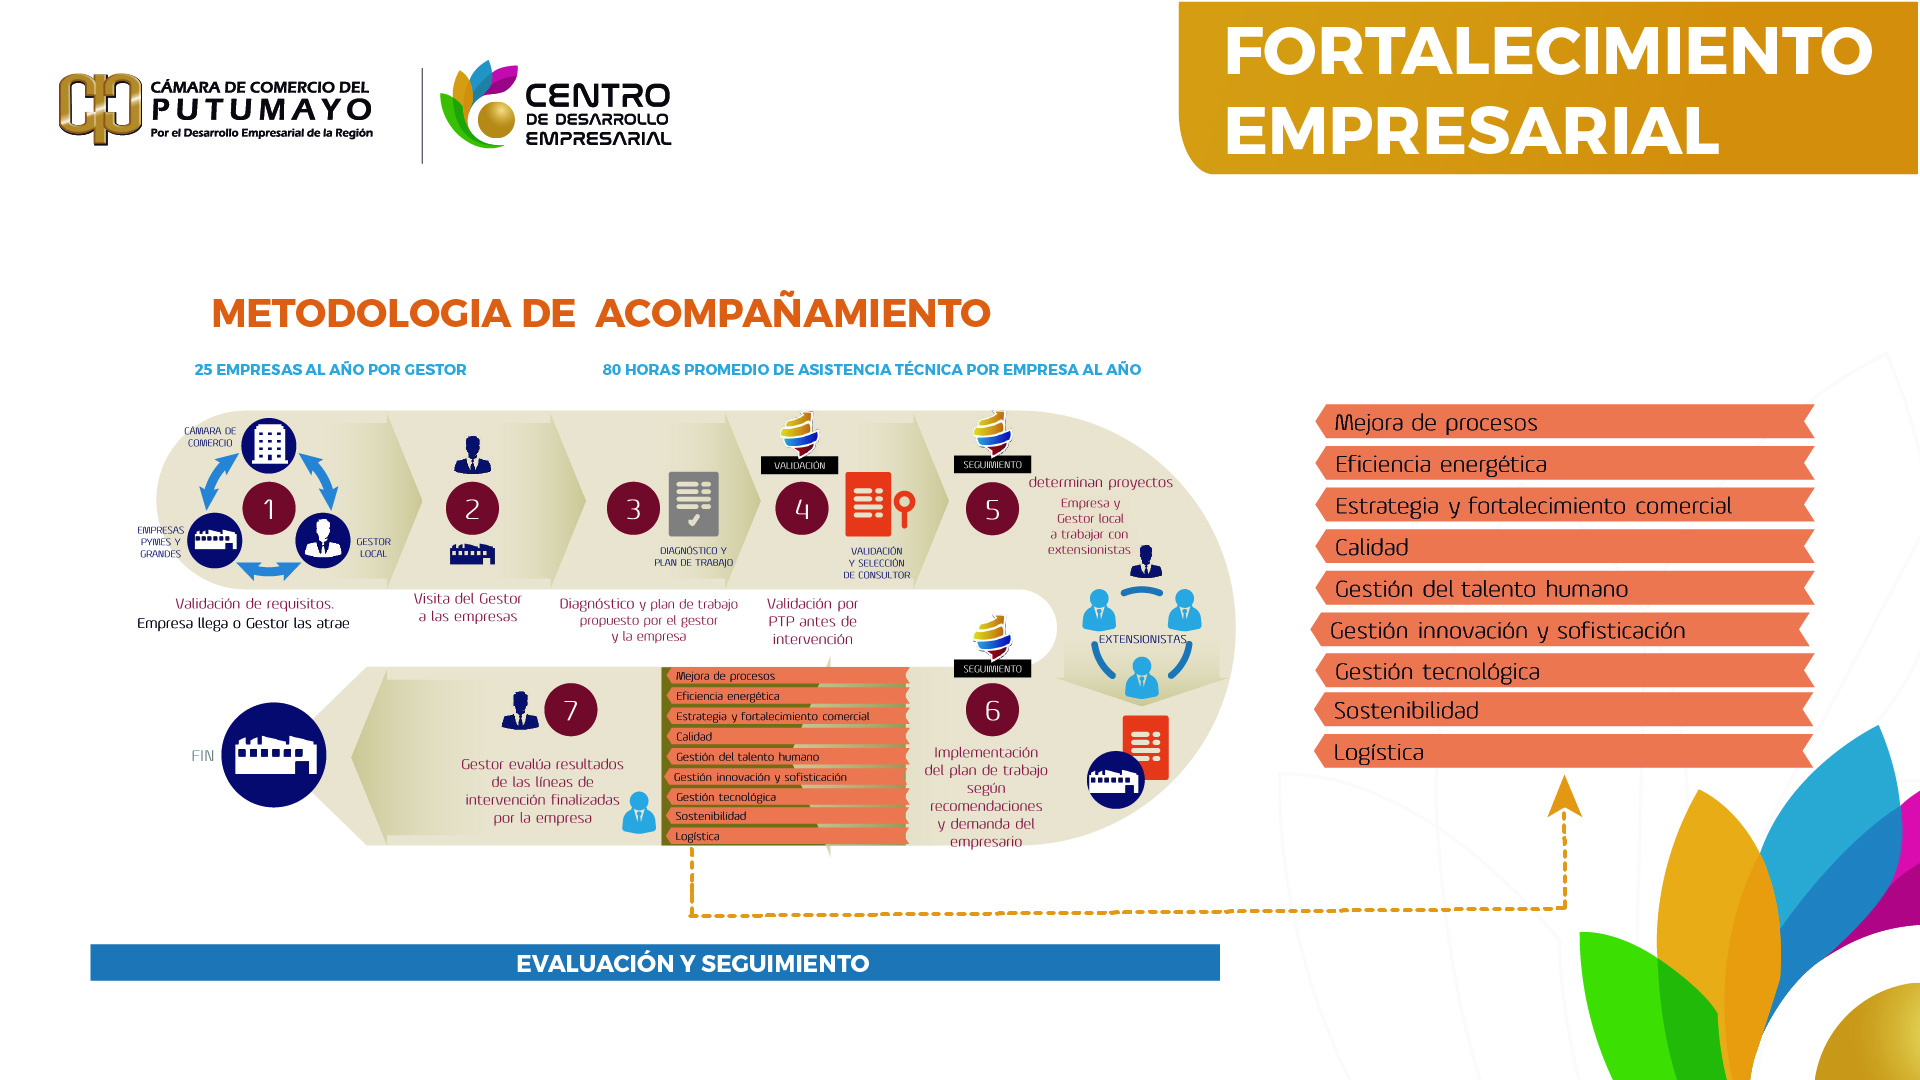 CÁMARA DE COMERCIO DEL
PUTUMAYO
Por el Desarrollo Empresarial de la Región
CENTRO
DE DESARROLLO
EMPRESARIAL
FORTALECIMIENTO
EMPRESARIAL
METODOLOGIA DE ACOMPAÑAMIENTO
25 EMPRESAS AL AÑO POR GESTOR
80 HORAS PROMEDIO DE ASISTENCIA TÉCNICA POR EMPRESA AL AÑO
CÁMARA DE
COMERCIO
1
EMPRESAS
PYMES Y
GRANDES
GESTOR
LOCAL
Validación de requisitos.
Empresa llega o Gestor las atrae
2
Visita del Gestor
a las empresas
3
DIAGNÓSTICO Y
PLAN DE TRABAJO
Diagnóstico y plan de trabajo
propuesto por el gestor
y la empresa
VALIDACIÓN
4
VALIDACIÓN
Y SELECCIÓN
DE CONSULTOR
Validación por
PTP antes de
intervención
SEGUIMIENTO
5
determinan proyectos
Empresa y
Gestor local
a trabajar con
extensionistas
EXTENSIONISTAS
SEGUIMIENTO
6
Implementación
del plan de trabajo
según
recomendaciones
y demanda del
empresario
Mejora de procesos
Eficiencia energética
Estrategia y fortalecimiento comercial
Calidad
Gestión del talento humano
Gestión innovación y sofisticación
Gestión tecnológica
Sostenibilidad
Logística
7
Gestor evalúa resultados
de las líneas de
intervención finalizadas
por la empresa
FIN
Mejora de procesos
Eficiencia energética
Estrategia y fortalecimiento comercial
Calidad
Gestión del talento humano
Gestión innovación y sofisticación
Gestión tecnológica
Sostenibilidad
Logística
EVALUACIÓN Y SEGUIMIENTO